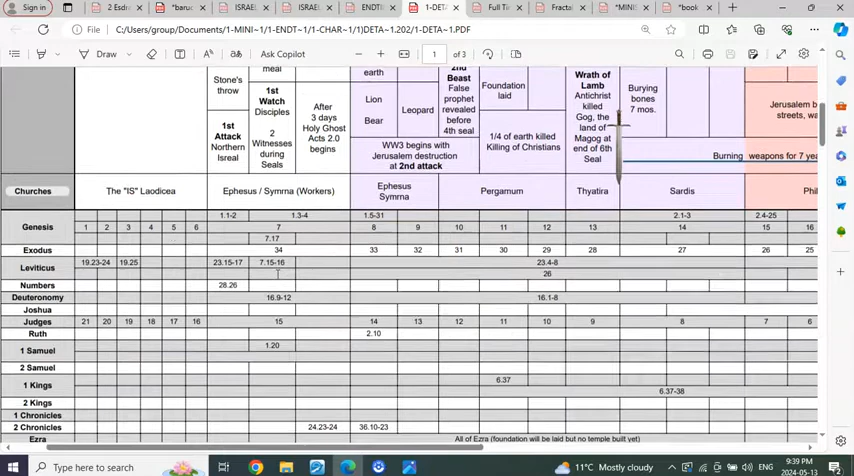 Sign in
2 Esdre
*baruc
ISRAEL
ISRAEL
ENDTI
1-DETA
Full Tin
Fracta
*MINIS
*book
File C:/Users/group/Documents/1-MINI~1/1-ENDT~1/1-CHAR~1/1)DETA~1.202/1-DETA~1.PDF
Draw Ask Copilot 1 of 3
meal earth 2nd Beast Wrath of
Stone's throw
1st Watch Disciples
2 Witnesses during Seals
1st Attack Northern Isreal
After 3 days Holy Ghost Acts 2.0 begins
Lion Bear
Leopard
False prophet revealed before 4th seal
Foundation laid
1/4 of earth killed Killing of Christians
Lamb Antichrist killed Gog, the land of Magog at end of 6th Seal
Burying bones 7 mos.
Jerusalem b
streets, wa
WW3 begins with Jerusalem destruction at 2nd attack
Burning weapons for 7 yea
Churches The "IS" Laodicea Ephesus / Symrna (Workers) Ephesus Symyrna Pergamum Thyatira Sardis Phil
1.1-2 1.3-4 1.5-31 2.1-3 2.4-25
Genesis 1 2 3 4 5 6 7 8 9 10 11 12 13 14 15 16
7.17
Exodus 34 33 32 31 30 29 28 27 26 25
Leviticus 19.23-24 19.25 23.15-17 7.15-16 23.4-8
26
Numbers 28.26
Deuteronomy 16.9-12 16.1-8
Joshua
Judges 21 20 19 18 17 16 15 14 13 12 11 10 9 8 7 6
Ruth 2.10
1 Samuel 1.20
2 Samuel
1 Kings 6.37
6.37-38
2 Kings
1 Chronicles
2 Chronicles 24.23-24 36.10-23
Ezra All of Ezra (foundation will be laid but no temple built yet)
Type here to search
11°C Mostly cloudy
9:39 PM
2024-05-13